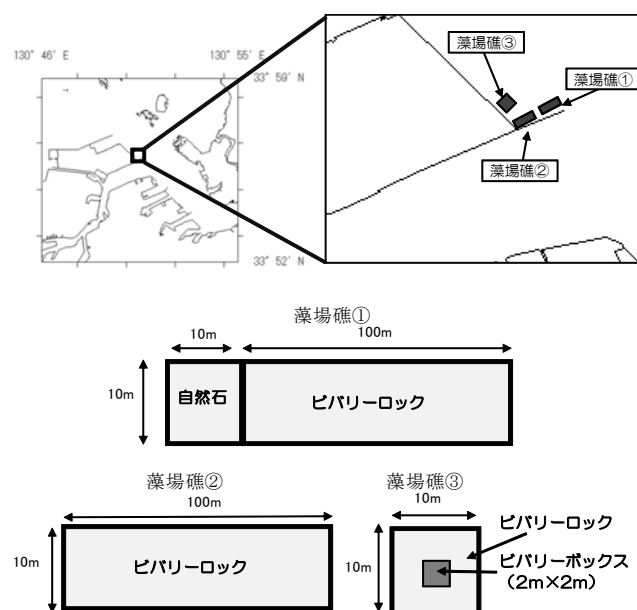 130° 46′ E
130° 55′ E
33° 59′ N
33° 52′ N
藻場礁③
藻場礁①
藻場礁②
藻場礁①
10m
100m
10m
自然石
ビバリーロック
藻場礁②
100m
10m
ビバリーロック
藻場礁③
10m
10m
ビバリーロック
ビバリーボックス
（2m×2m）